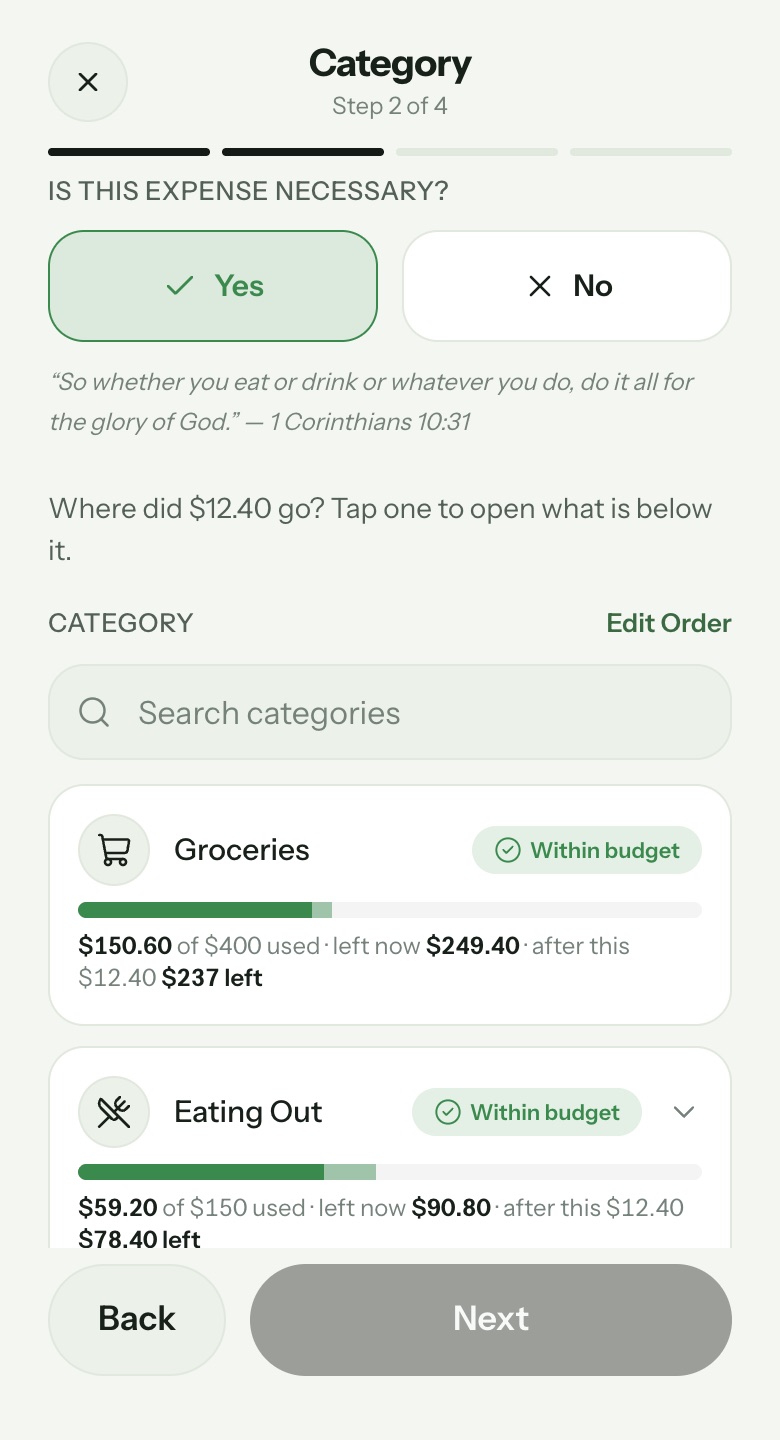 Category
Step 2 of 4
IS THIS EXPENSE NECESSARY?
Yes
No
“So whether you eat or drink or whatever you do, do it all for
the glory of God.” — 1 Corinthians 10:31
Where did $12.40 go? Tap one to open what is below
it.
CATEGORY
Edit Order
Search categories
Groceries
Within budget
$150.60 of $400 used · left now $249.40 · after this
$12.40 $237 left
Eating Out
Within budget
$59.20 of $150 used · left now $90.80 · after this $12.40
$78.40 left
Back
Next